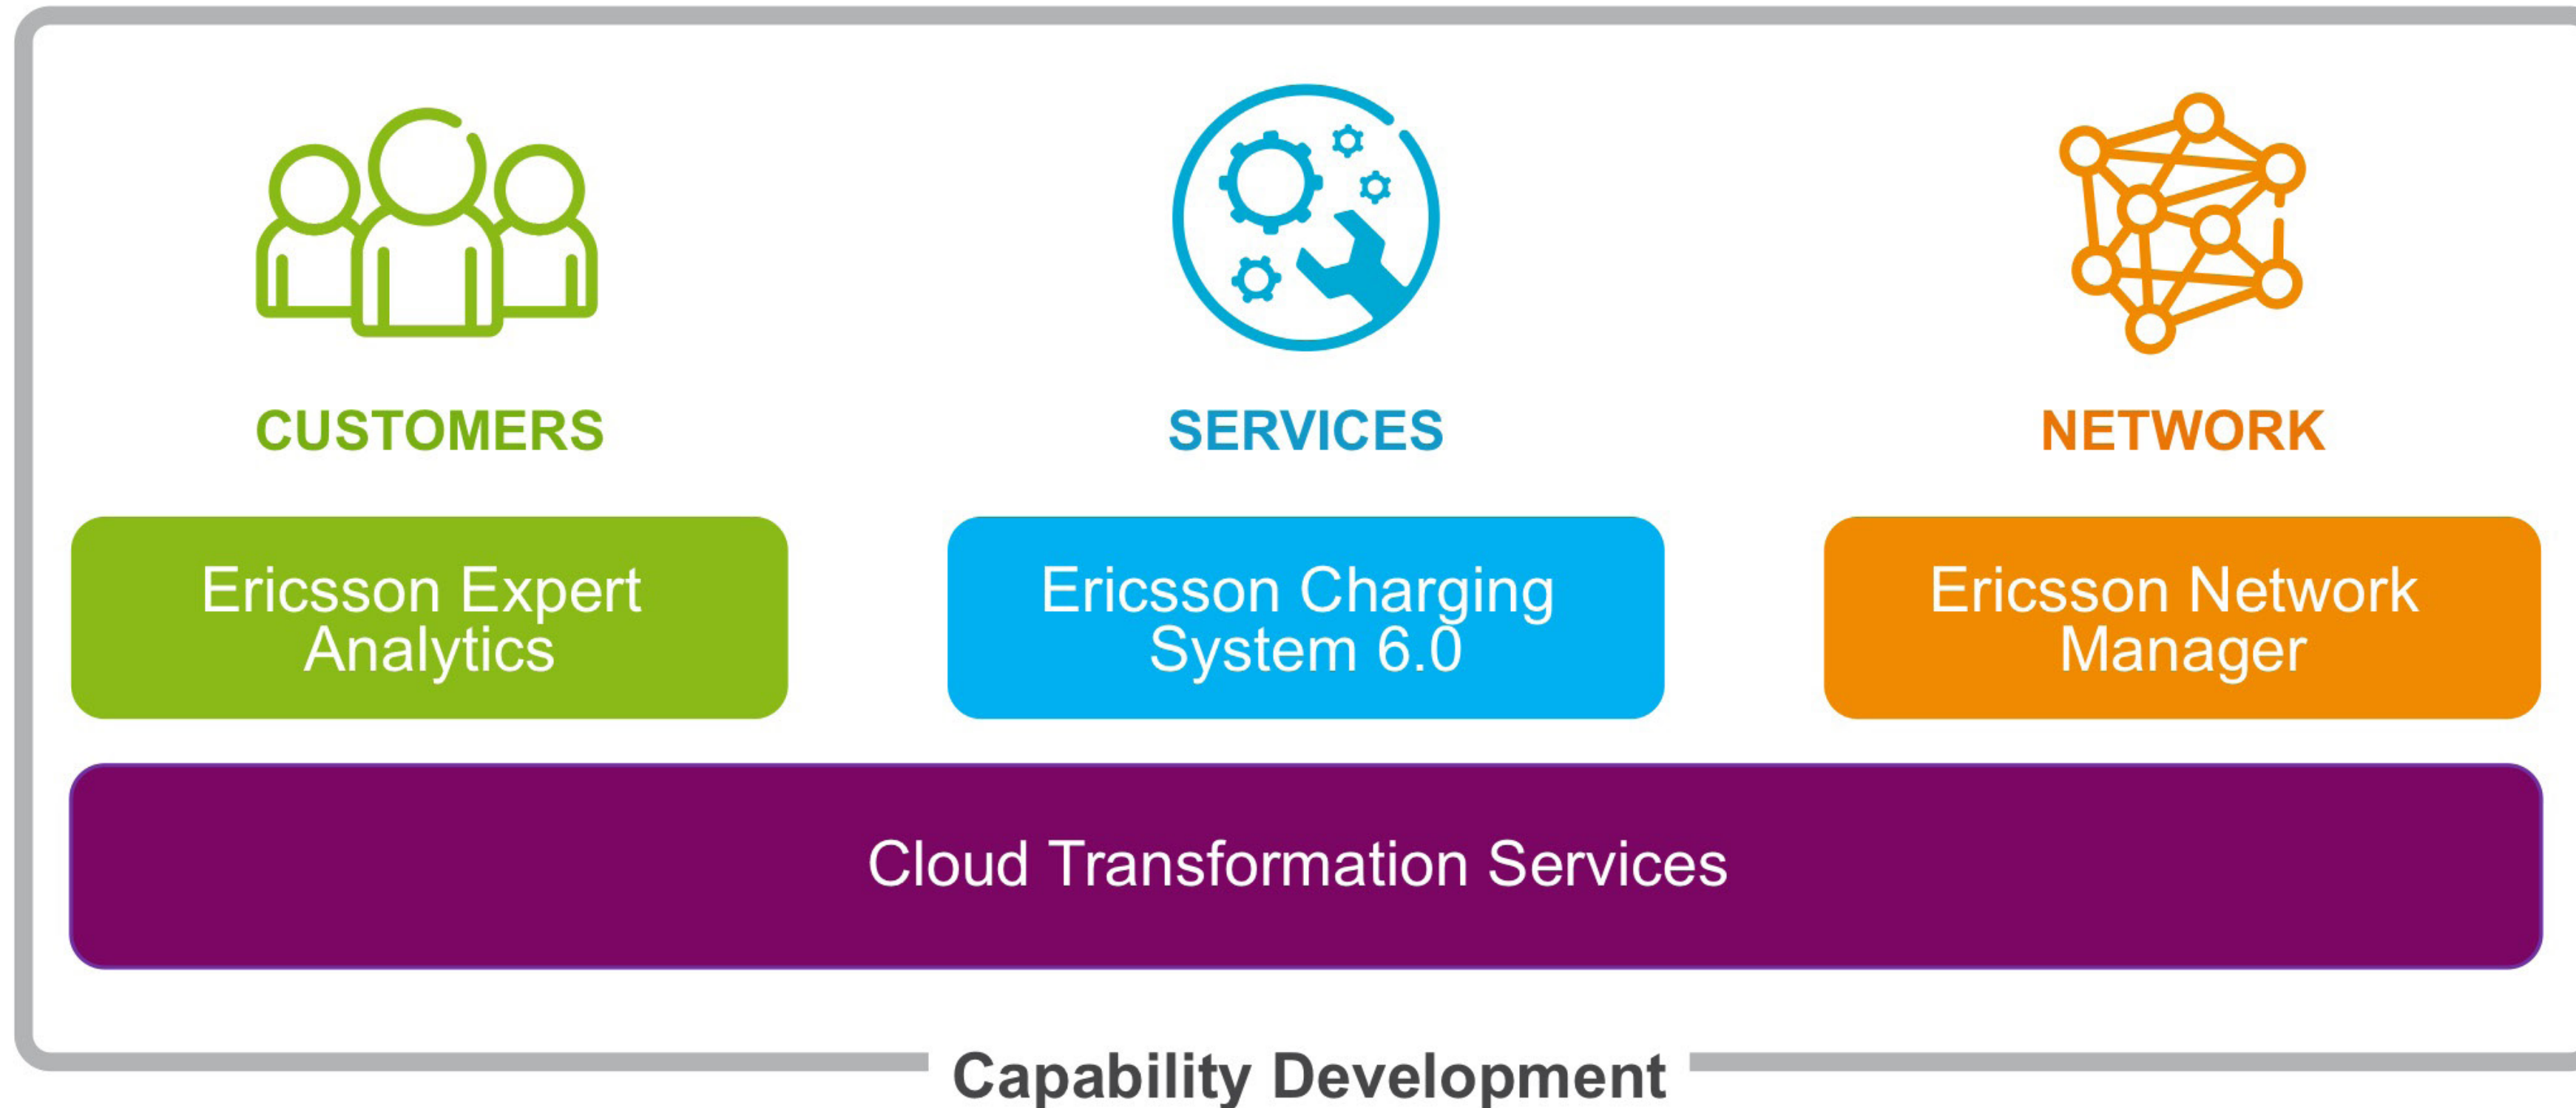 CUSTOMERS
SERVICES
NETWORK
Ericsson Expert
Analytics
Ericsson Charging
System 6.0
Ericsson Network
Manager
Cloud Transformation Services
Capability Development